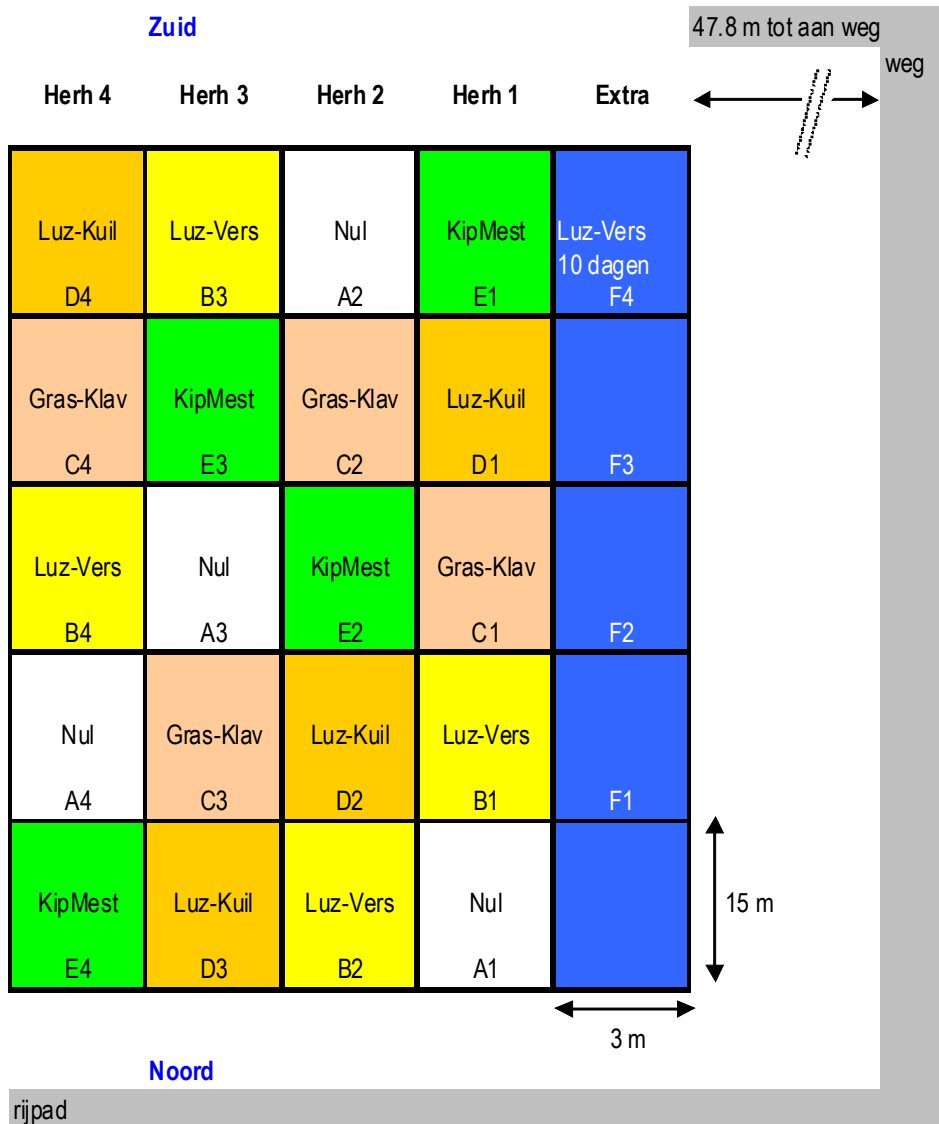 Zuid
47.8 m tot aan weg
weg
Herh 4 Herh 3 Herh 2 Herh 1 Extra
Luz-Kuil Luz-Vers Nul KipMest Luz-Vers
10 dagen
D4 B3 A2 E1 F4
Gras-Klav KipMest Gras-Klav Luz-Kuil
C4 E3 C2 D1 F3
Luz-Vers Nul KipMest Gras-Klav
B4 A3 E2 C1 F2
Nul Gras-Klav Luz-Kuil Luz-Vers
A4 C3 D2 B1 F1
KipMest Luz-Kuil Luz-Vers Nul
15 m
E4 D3 B2 A1
3 m
Noord
rijpad